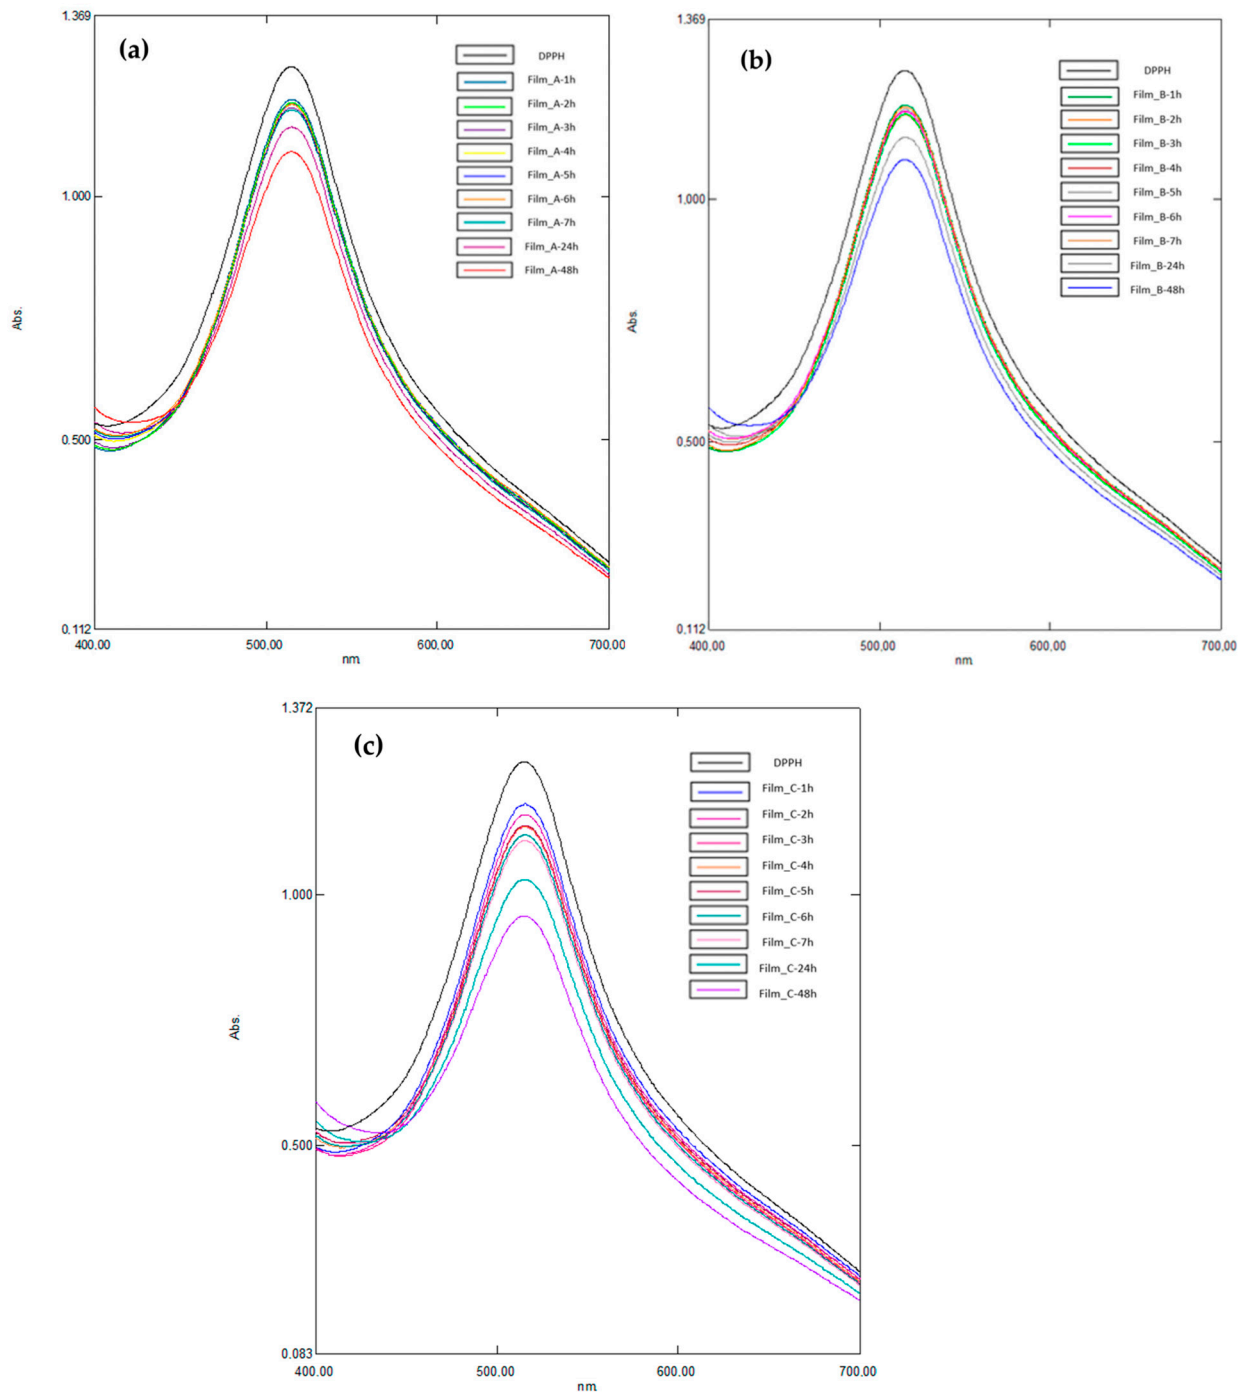 1.369
(a)
DPPH
Film_A-1h
Film_A-2h
Film_A-3h
Film_A-4h
Film_A-5h
Film_A-6h
Film_A-7h
Film_A-24h
Film_A-48h
1.000
Abs.
0.500
0.112
400.00
500.00
600.00
700.00
nm.
1.369
(b)
DPPH
Film_B-1h
Film_B-2h
Film_B-3h
Film_B-4h
Film_B-5h
Film_B-6h
Film_B-7h
Film_B-24h
Film_B-48h
1.000
Abs.
0.500
0.112
400.00
500.00
600.00
700.00
nm.
1.372
(c)
DPPH
Film_C-1h
Film_C-2h
Film_C-3h
Film_C-4h
Film_C-5h
Film_C-6h
Film_C-7h
Film_C-24h
Film_C-48h
1.000
Abs.
0.500
0.083
400.00
500.00
600.00
700.00
nm.